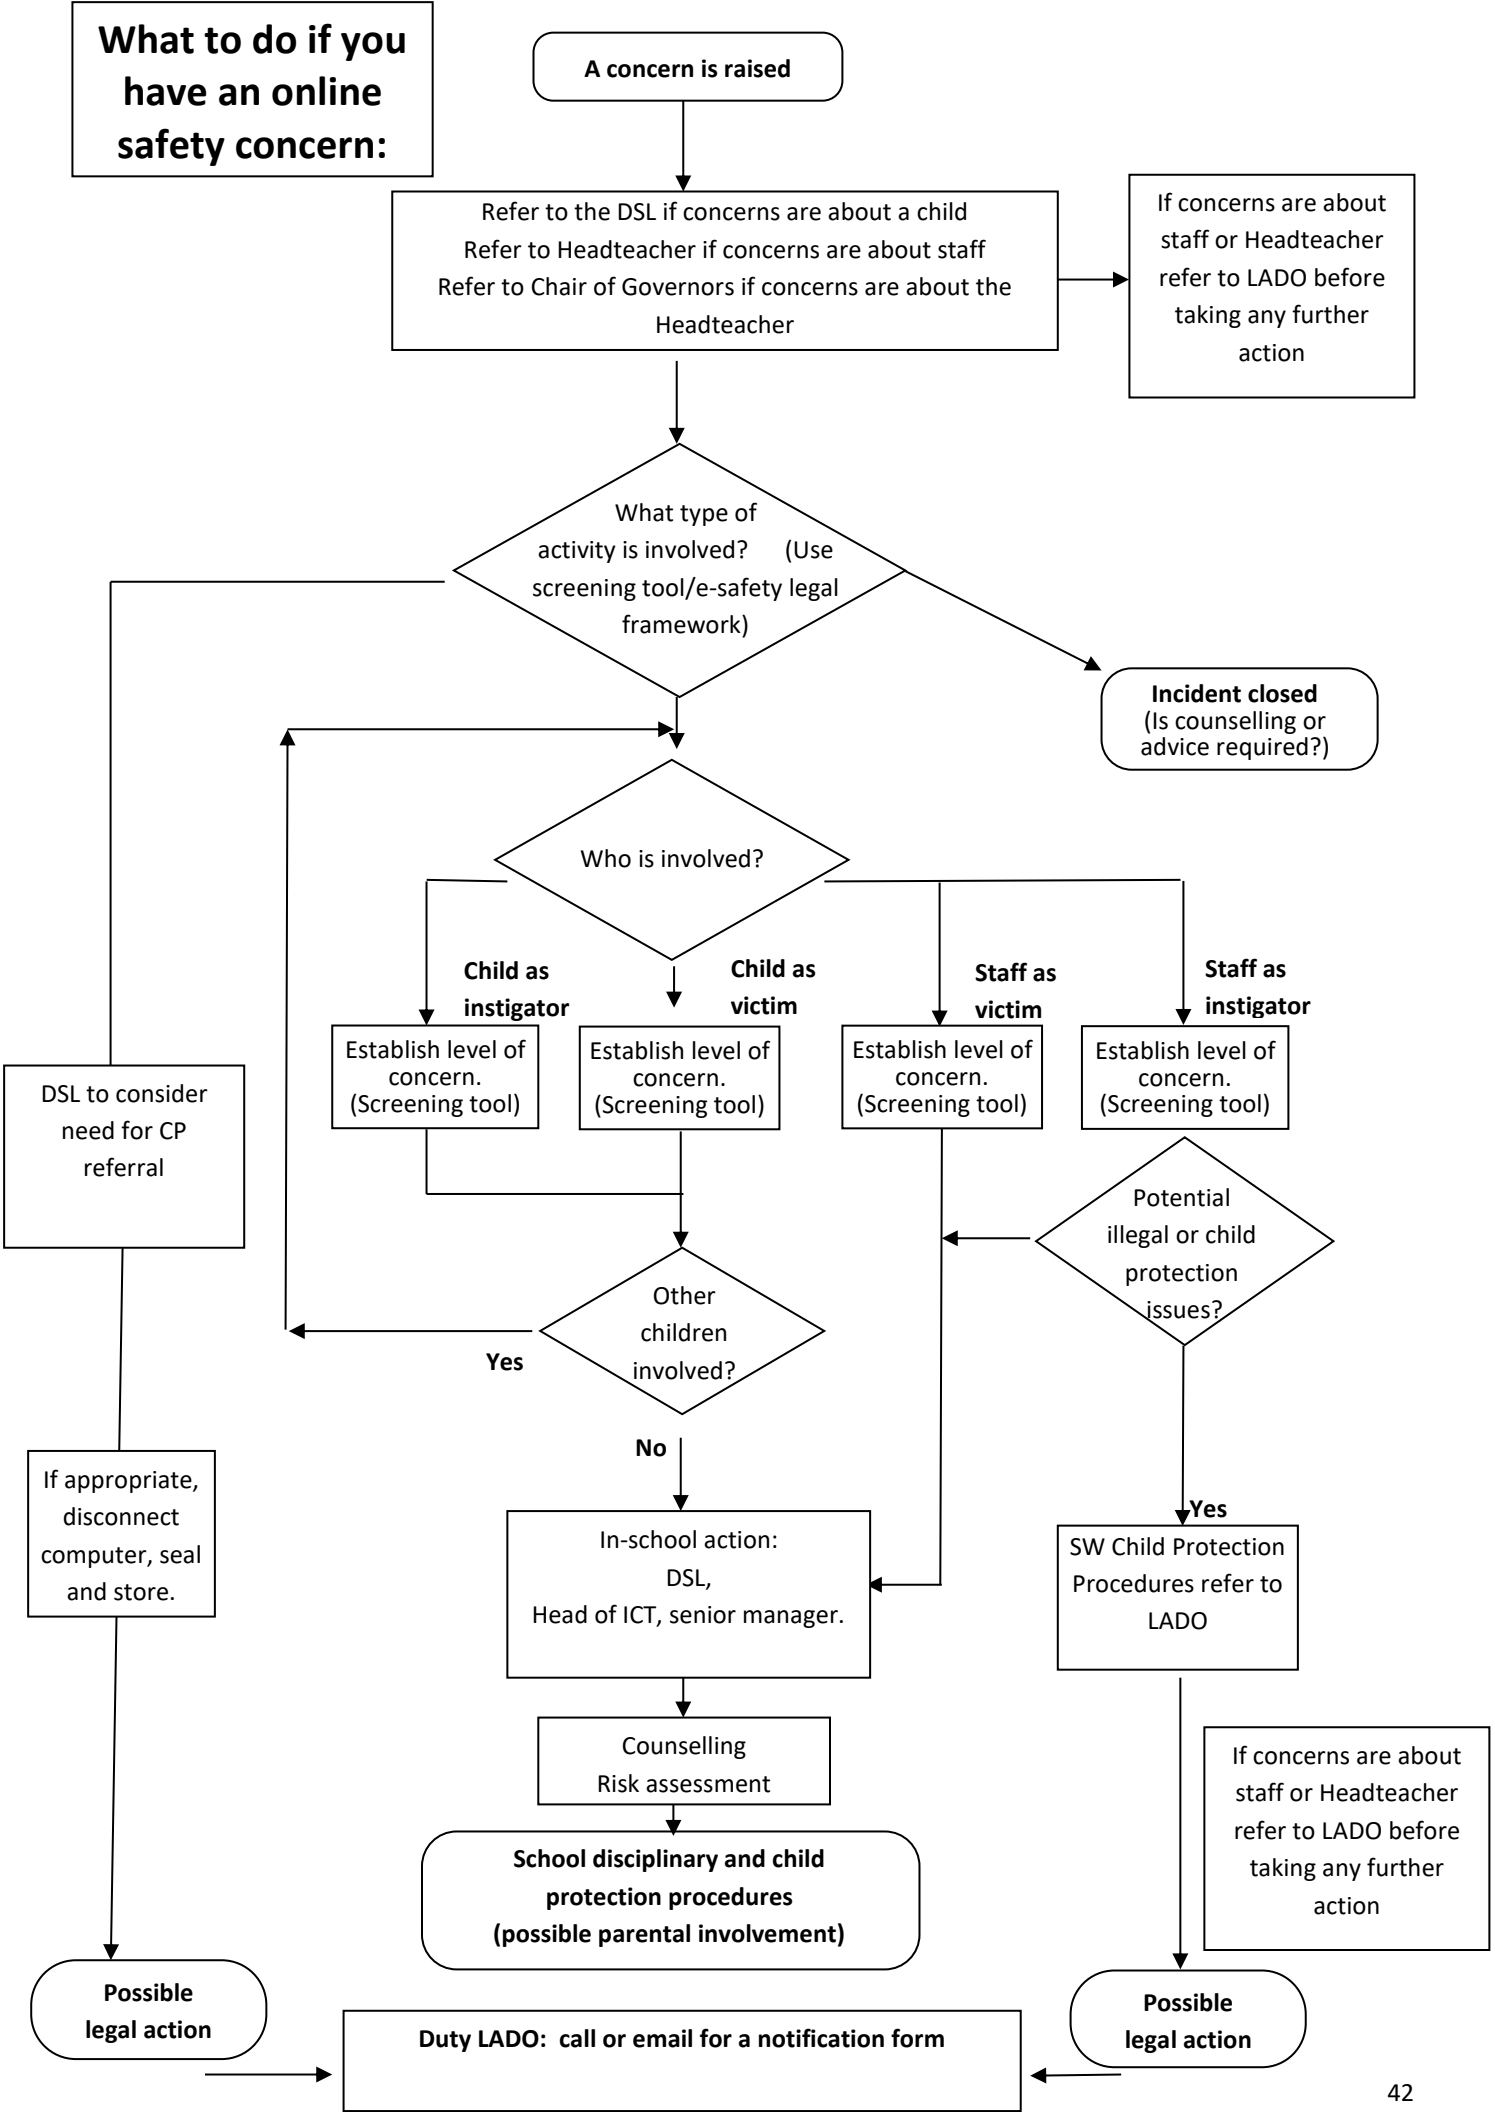 What to do if you
have an online
safety concern:
A concern is raised
Refer to the DSL if concerns are about a child
Refer to Headteacher if concerns are about staff
Refer to Chair of Governors if concerns are about the
Headteacher
If concerns are about
staff or Headteacher
refer to LADO before
taking any further
action
What type of
activity is involved? (Use
screening tool/e-safety legal
framework)
Incident closed
(Is counselling or
advice required?)
Who is involved?
Child as
instigator
Child as
victim
Staff as
victim
Staff as
instigator
Establish level of
concern.
(Screening tool)
Establish level of
concern.
(Screening tool)
Establish level of
concern.
(Screening tool)
Establish level of
concern.
(Screening tool)
DSL to consider
need for CP
referral
Potential
illegal or child
protection
issues?
Other
children
involved?
Yes
No
If appropriate,
disconnect
computer, seal
and store.
In-school action:
DSL,
Head of ICT, senior manager.
Yes
SW Child Protection
Procedures refer to
LADO
Counselling
Risk assessment
If concerns are about
staff or Headteacher
refer to LADO before
taking any further
action
School disciplinary and child
protection procedures
(possible parental involvement)
Possible
legal action
Possible
legal action
Duty LADO: call or email for a notification form
42